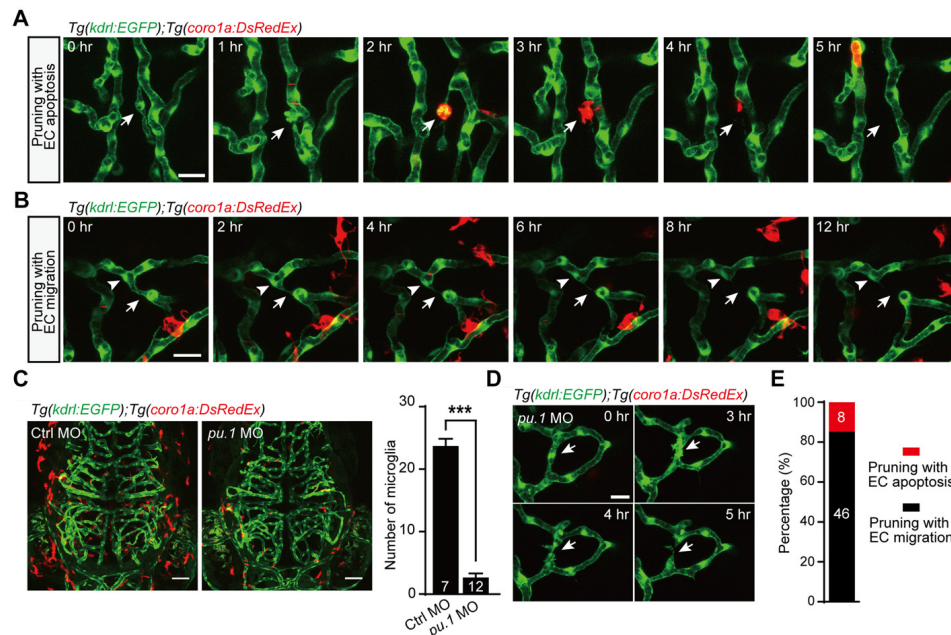 A
Tg(kdrl:EGFP);Tg(coro1a:DsRedEx)
Pruning with
EC apoptosis
0 hr
1 hr
2 hr
3 hr
4 hr
5 hr
B
Tg(kdrl:EGFP);Tg(coro1a:DsRedEx)
Pruning with
EC migration
0 hr
2 hr
4 hr
6 hr
8 hr
12 hr
C
Tg(kdrl:EGFP);Tg(coro1a:DsRedEx)
Ctrl MO
pu.1 MO
Number of microglia
30
20
10
0
***
7
12
Ctrl MO
pu.1 MO
D
Tg(kdrl:EGFP);Tg(coro1a:DsRedEx)
pu.1 MO
0 hr
3 hr
4 hr
5 hr
E
Percentage (%)
100
80
60
40
20
0
8
46
Pruning with
EC apoptosis
Pruning with
EC migration